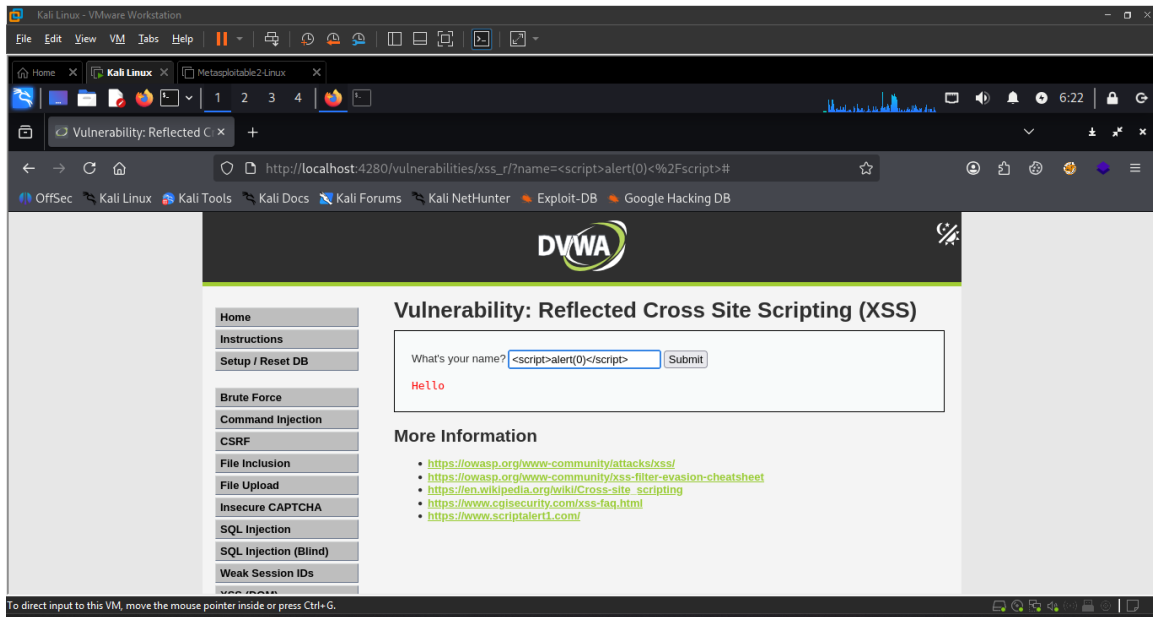 Kali Linux - VMware Workstation
File Edit View VM Tabs Help
Home Kali Linux Metasploitable2-Linux
1 2 3 4 6:22
Vulnerability: Reflected C
http://localhost:4280/vulnerabilities/xss_r/?name=<script>alert(0)<%2Fscript>#
OffSec Kali Linux Kali Tools Kali Docs Kali Forums Kali NetHunter Exploit-DB Google Hacking DB
DVWA
Home
Instructions
Setup / Reset DB
Brute Force
Command Injection
CSRF
File Inclusion
File Upload
Insecure CAPTCHA
SQL Injection
SQL Injection (Blind)
Weak Session IDs
XSS (DOM)
Vulnerability: Reflected Cross Site Scripting (XSS)
What's your name? <script>alert(0)</script> Submit
Hello
More Information
https://owasp.org/www-community/attacks/xss/
https://owasp.org/www-community/xss-filter-evasion-cheatsheet
https://en.wikipedia.org/wiki/Cross-site_scripting
https://www.cgisecurity.com/xss-faq.html
https://www.scriptalert1.com/
To direct input to this VM, move the mouse pointer inside or press Ctrl+G.